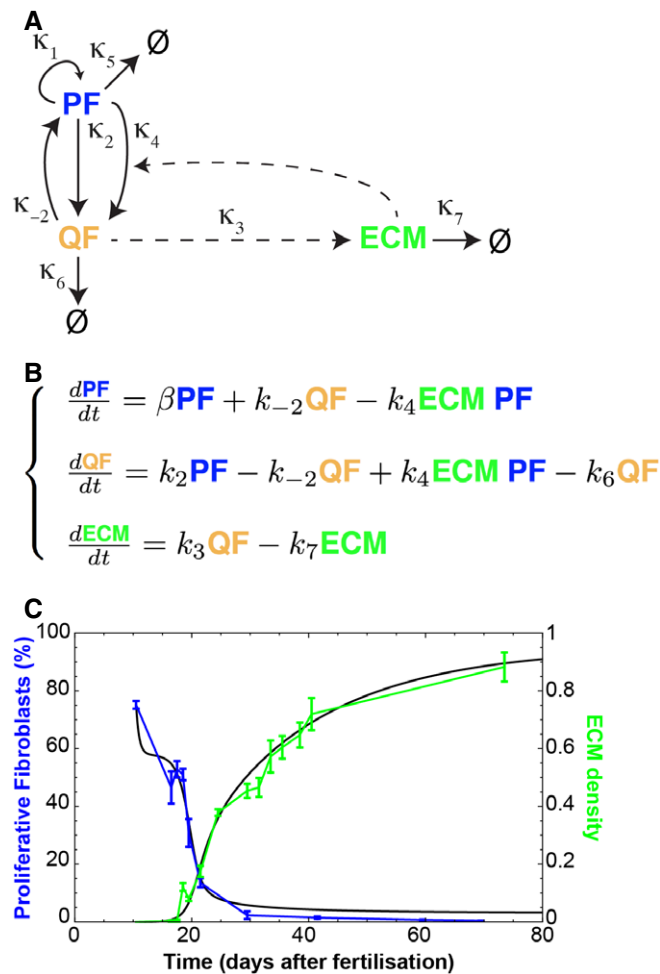 A
κ1
κ5
Ø
PF
κ2
κ4
κ-2
κ3
κ7
QF
ECM
Ø
κ6
Ø
B
dPF/dt = βPF + k-2QF − k4ECM PF
dQF/dt = k2PF − k-2QF + k4ECM PF − k6QF
dECM/dt = k3QF − k7ECM
C
Proliferative Fibroblasts (%)
100
80
60
40
20
0
1
0.8
0.6
0.4
0.2
0
ECM density
0 20 40 60 80
Time (days after fertilisation)